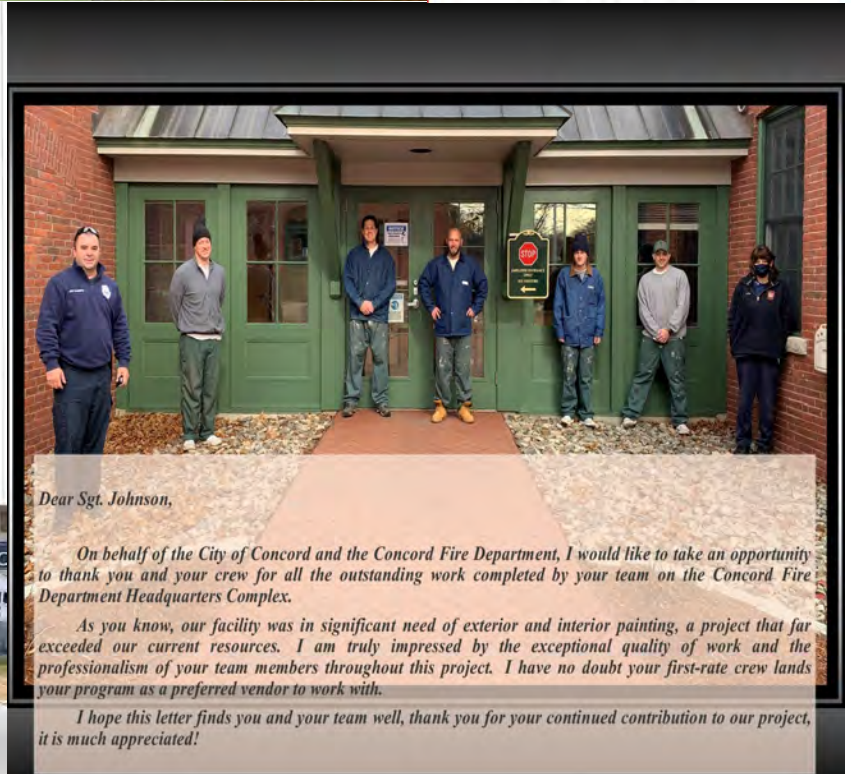 NOTICE
STOP
Dear Sgt. Johnson,
On behalf of the City of Concord and the Concord Fire Department, I would like to take an opportunity
to thank you and your crew for all the outstanding work completed by your team on the Concord Fire
Department Headquarters Complex.
As you know, our facility was in significant need of exterior and interior painting, a project that far
exceeded our current resources. I am truly impressed by the exceptional quality of work and the
professionalism of your team members throughout this project. I have no doubt your first-rate crew lands
your program as a preferred vendor to work with.
I hope this letter finds you and your team well, thank you for your continued contribution to our project,
it is much appreciated!